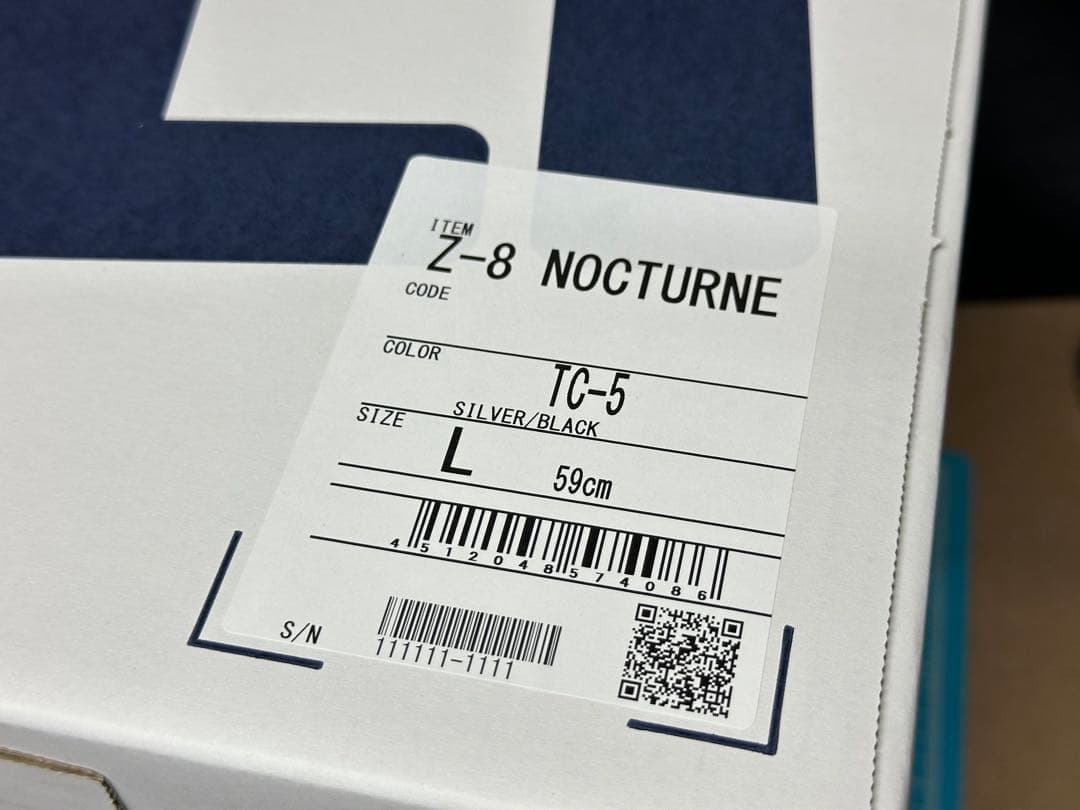 ITEM
Z-8 NOCTURNE
CODE
COLOR
TC-5
SILVER/BLACK
SIZE
L 59cm
4512048574086
S/N
111111-1111